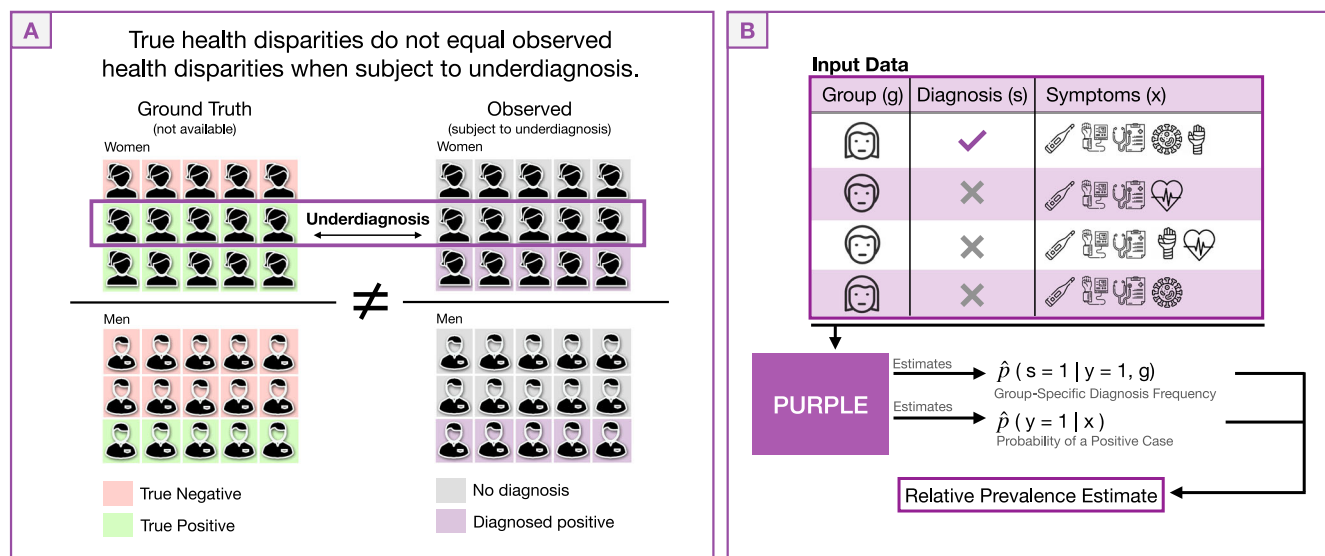 A
True health disparities do not equal observed
health disparities when subject to underdiagnosis.
Ground Truth
(not available)
Observed
(subject to underdiagnosis)
Women
Women
Underdiagnosis
≠
Men
Men
True Negative
True Positive
No diagnosis
Diagnosed positive
B
Input Data
Group (g) Diagnosis (s) Symptoms (x)
PURPLE
Estimates
p̂ ( s = 1 | y = 1, g)
Group-Specific Diagnosis Frequency
Estimates
p̂ ( y = 1 | x )
Probability of a Positive Case
Relative Prevalence Estimate